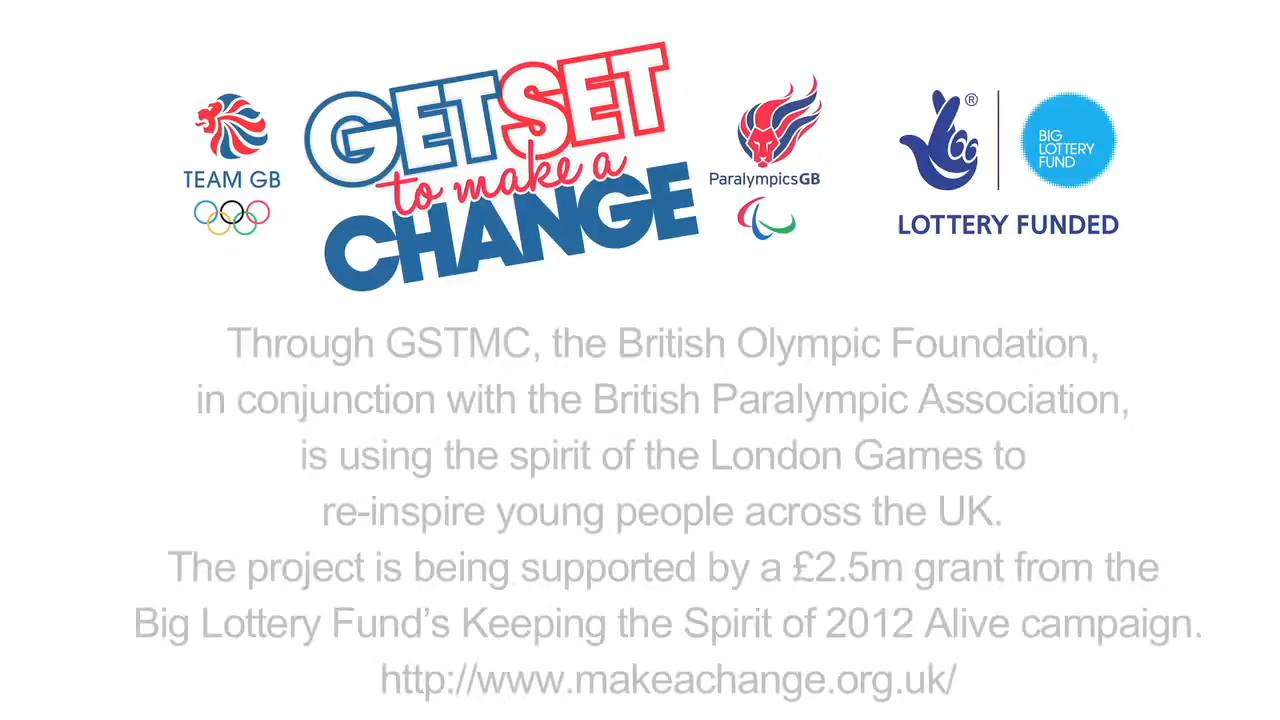 GET SET
to make a
CHANGE
TEAM GB
ParalympicsGB
®
BIG
LOTTERY
FUND
LOTTERY FUNDED
Through GSTMC, the British Olympic Foundation,
in conjunction with the British Paralympic Association,
is using the spirit of the London Games to
re-inspire young people across the UK.
The project is being supported by a £2.5m grant from the
Big Lottery Fund’s Keeping the Spirit of 2012 Alive campaign.
http://www.makeachange.org.uk/